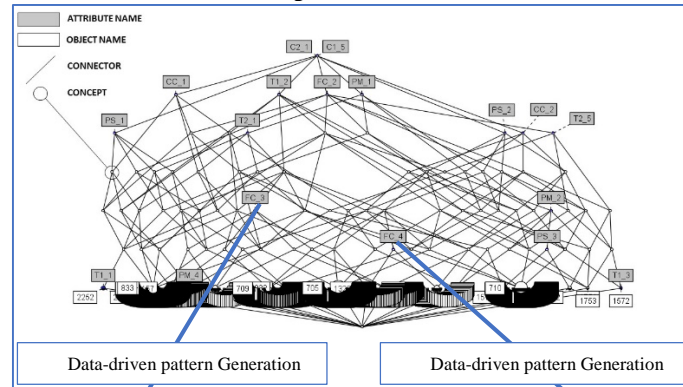 ATTRIBUTE NAME
OBJECT NAME
CONNECTOR
CONCEPT
C2_1 C1_5
CC_1 T1_2 FC_2 PM_1
PS_1 T2_1 PS_2 CC_2 T2_5
FC_3 PM_2
FC_4 PS_3
T1_1 PM_4 T1_3
833 709 705 710
2252 1753 1572
Data-driven pattern Generation Data-driven pattern Generation